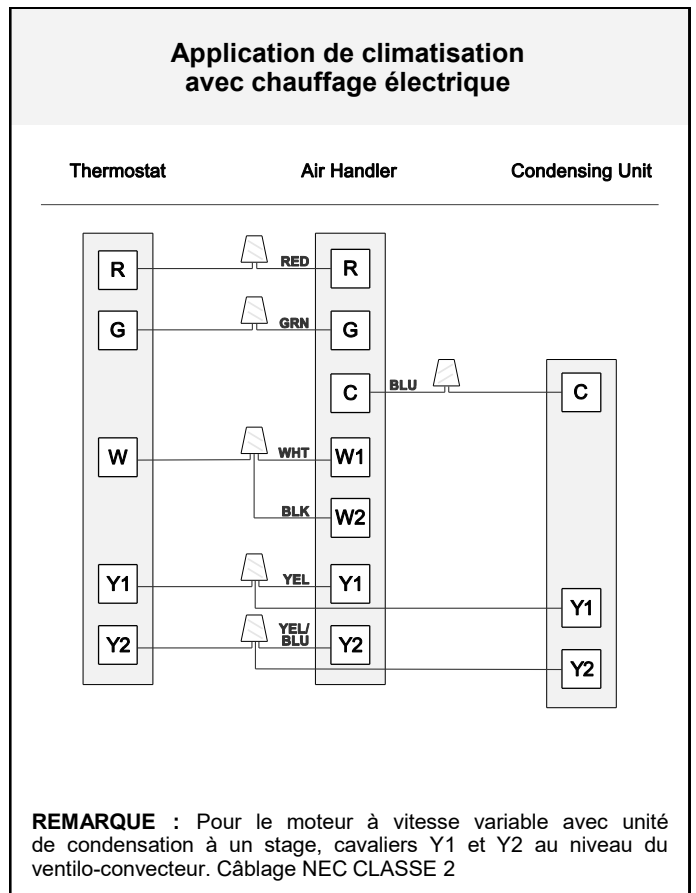 Application de climatisation
avec chauffage électrique
Thermostat Air Handler Condensing Unit
R RED R
G GRN G
C BLU C
W WHT W1
BLK W2
Y1 YEL Y1
Y1
Y2 YEL/
BLU Y2
Y2
REMARQUE : Pour le moteur à vitesse variable avec unité
de condensation à un stage, cavaliers Y1 et Y2 au niveau du
ventilo-convecteur. Câblage NEC CLASSE 2